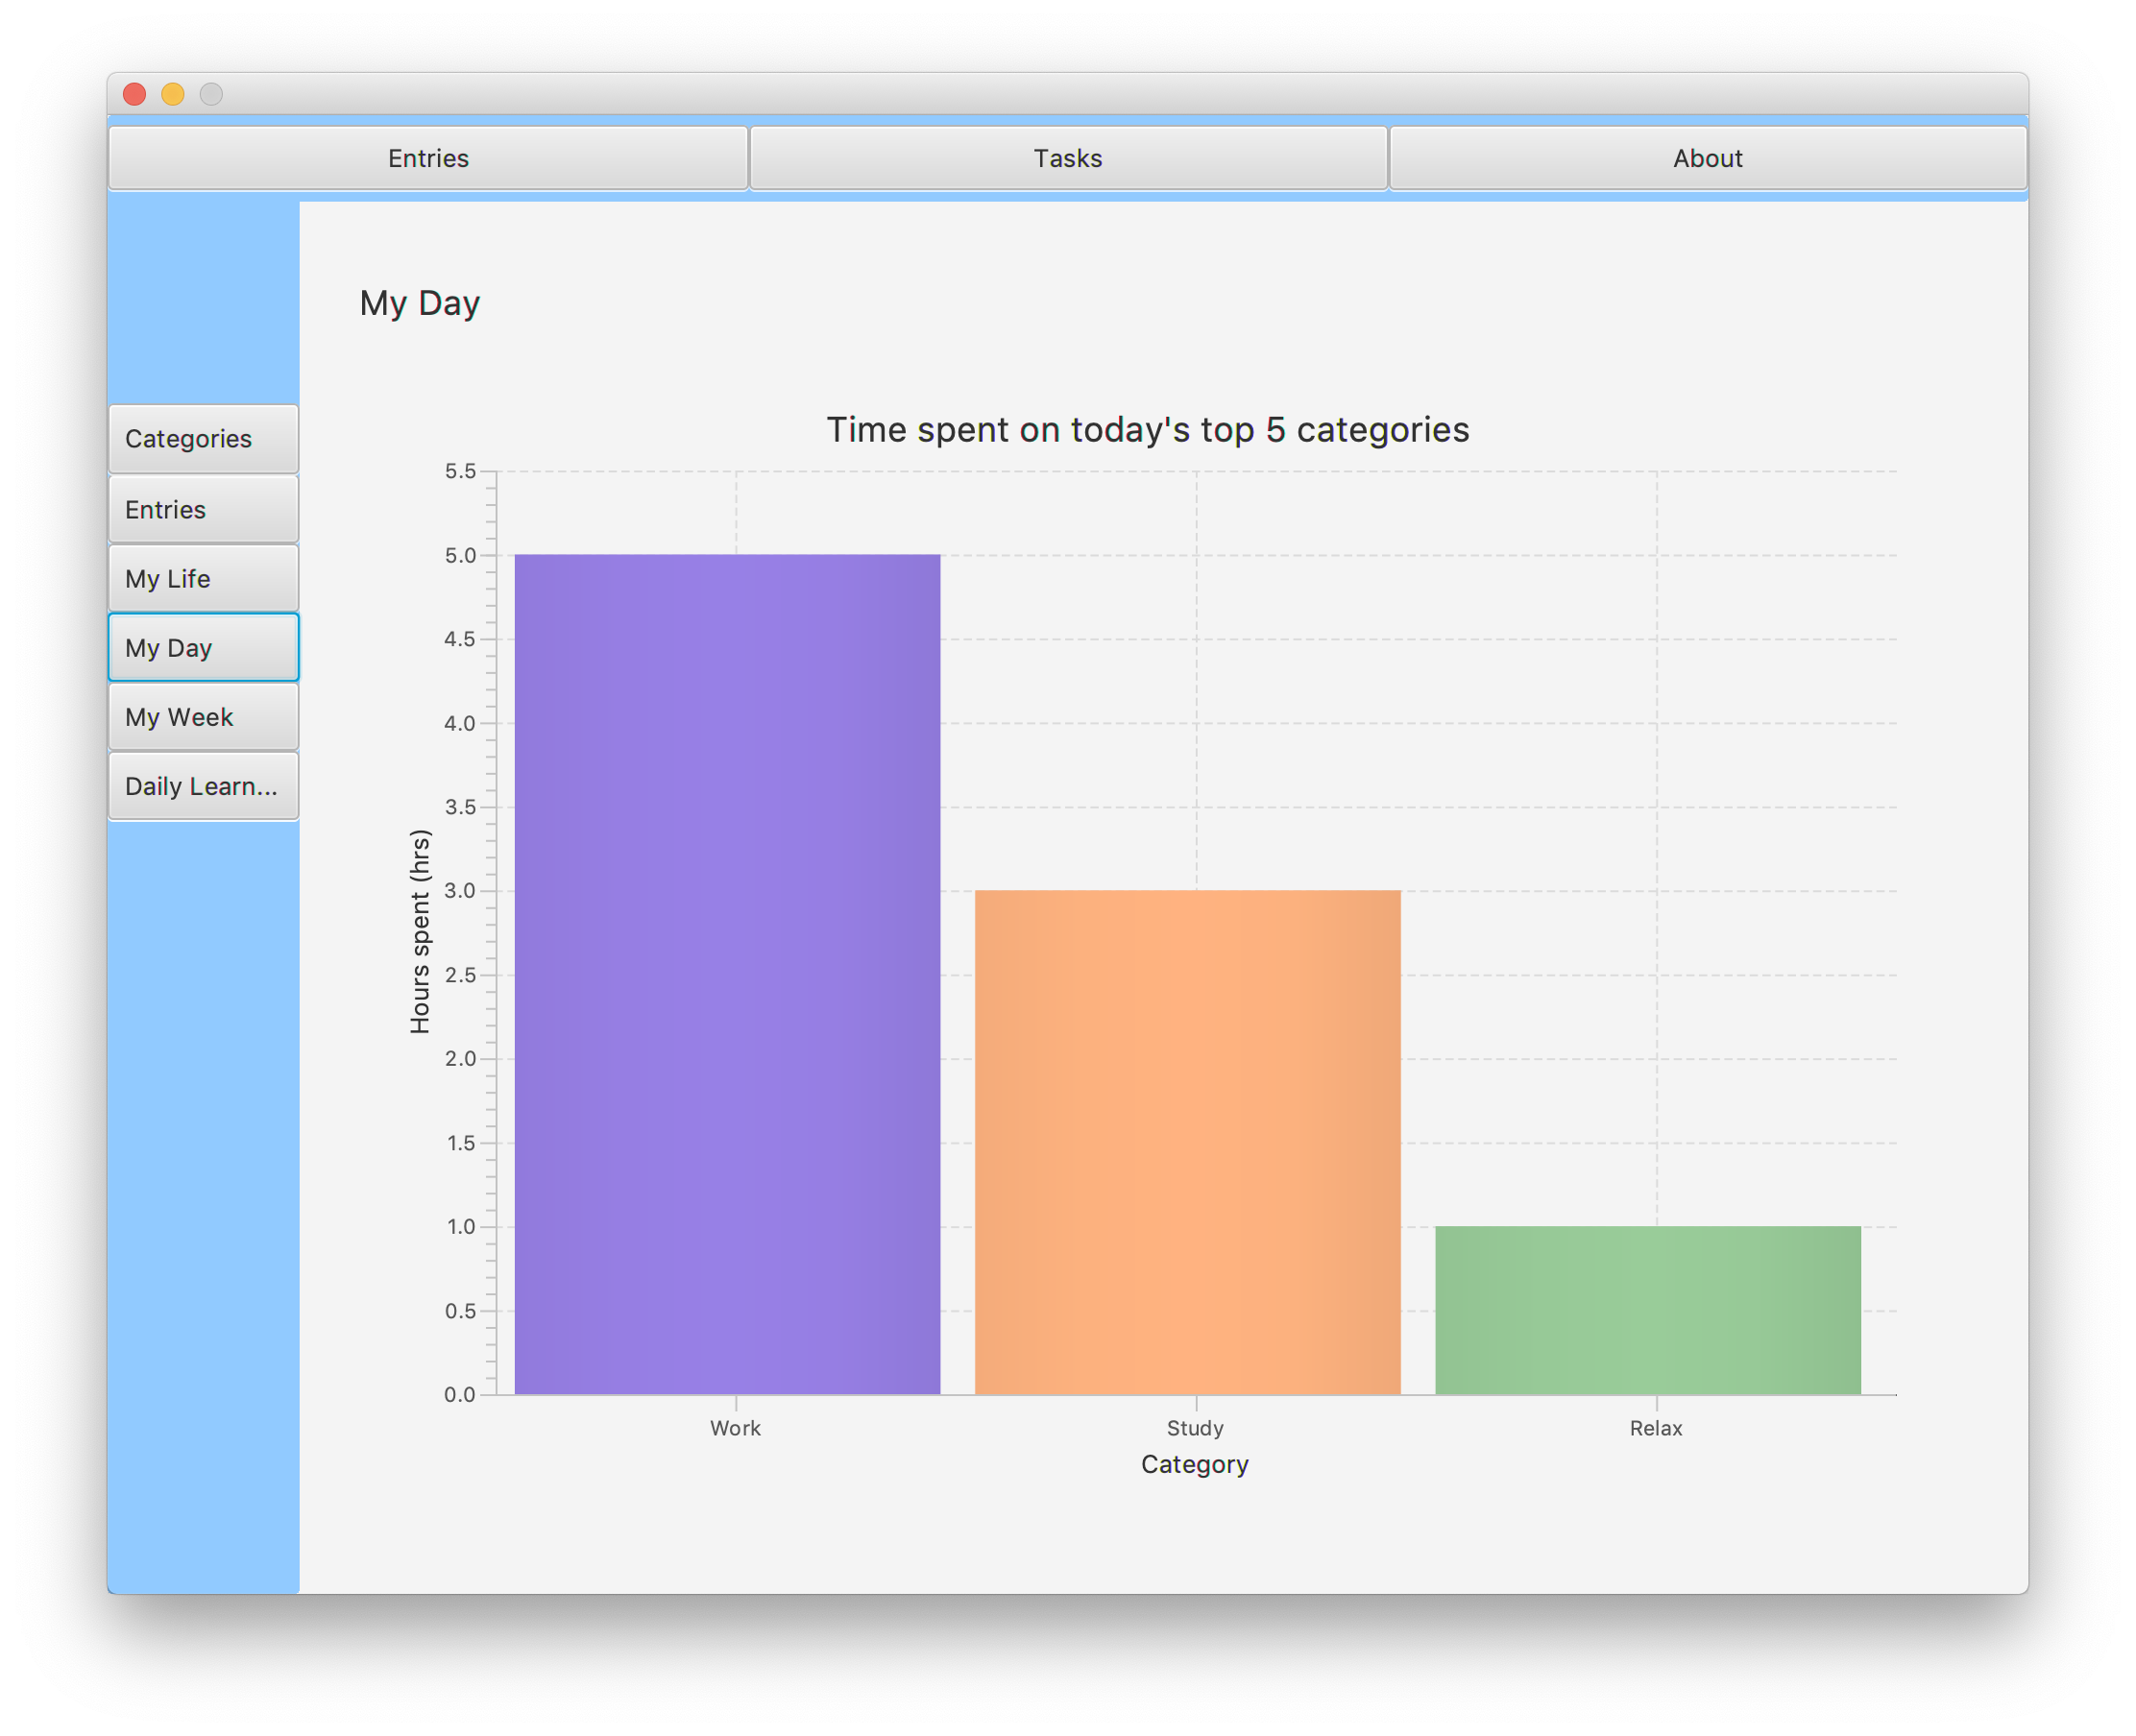 Entries
Tasks
About
My Day
Categories
Entries
My Life
My Day
My Week
Daily Learn...
Time spent on today's top 5 categories
Hours spent (hrs)
5.5
5.0
4.5
4.0
3.5
3.0
2.5
2.0
1.5
1.0
0.5
0.0
Work
Study
Relax
Category